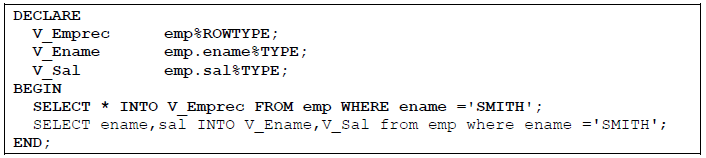 DECLARE
  V_Emprec     emp%ROWTYPE;
  V_Ename      emp.ename%TYPE;
  V_Sal        emp.sal%TYPE;
BEGIN
  SELECT * INTO V_Emprec FROM emp WHERE ename ='SMITH';
  SELECT ename,sal INTO V_Ename,V_Sal from emp where ename ='SMITH';
END;